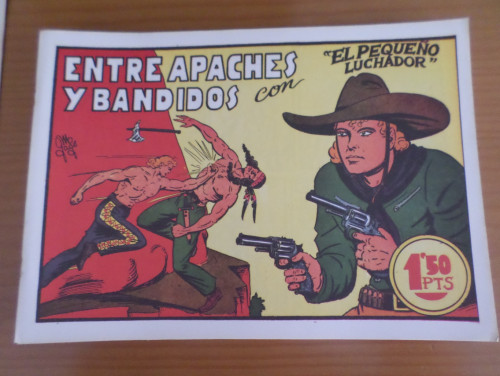 ENTRE APACHES
Y BANDIDOS con
"EL PEQUEÑO
LUCHADOR"
1'50
PTS